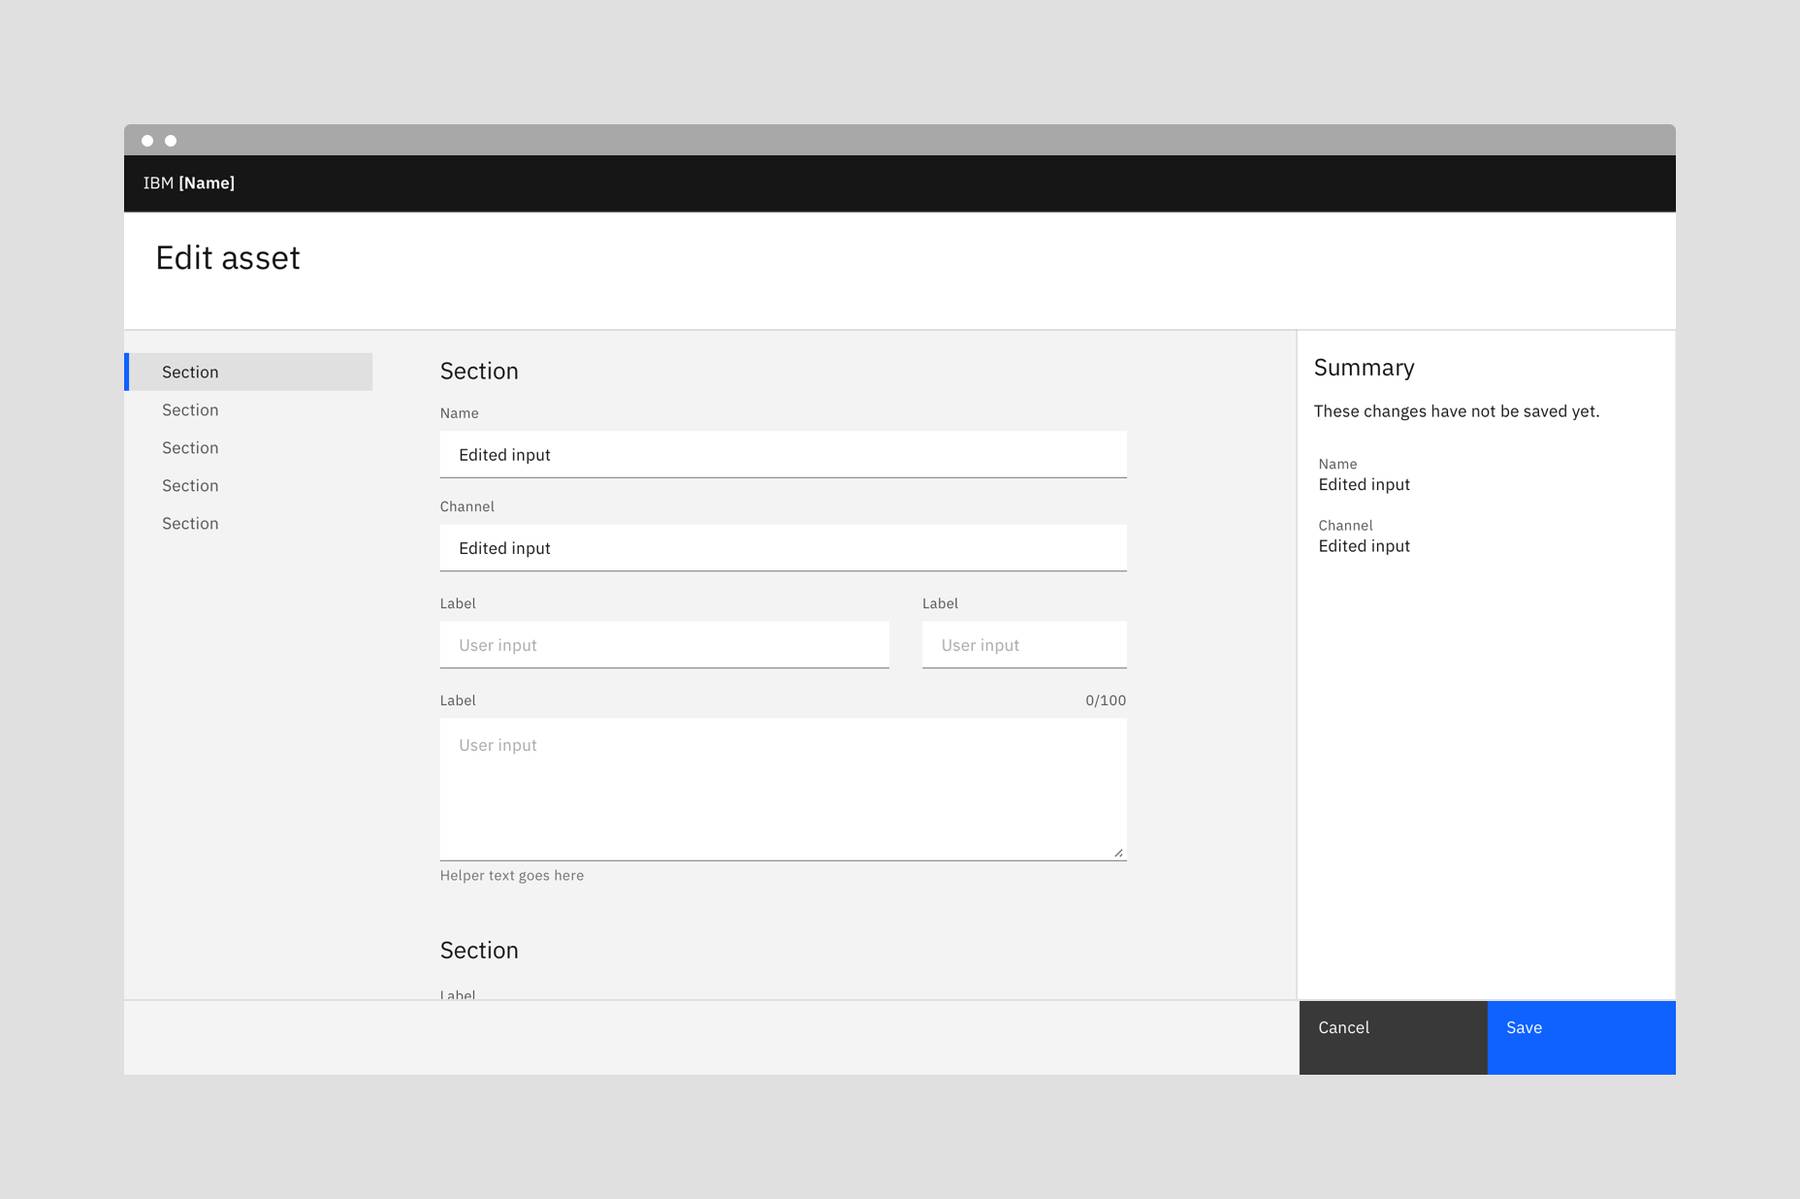 IBM [Name]
Edit asset
Section
Section
Section
Section
Section
Section
Name
Edited input
Channel
Edited input
Label
Label
User input
User input
Label
0/100
User input
Helper text goes here
Section
Label
Summary
These changes have not be saved yet.
Name
Edited input
Channel
Edited input
Cancel
Save